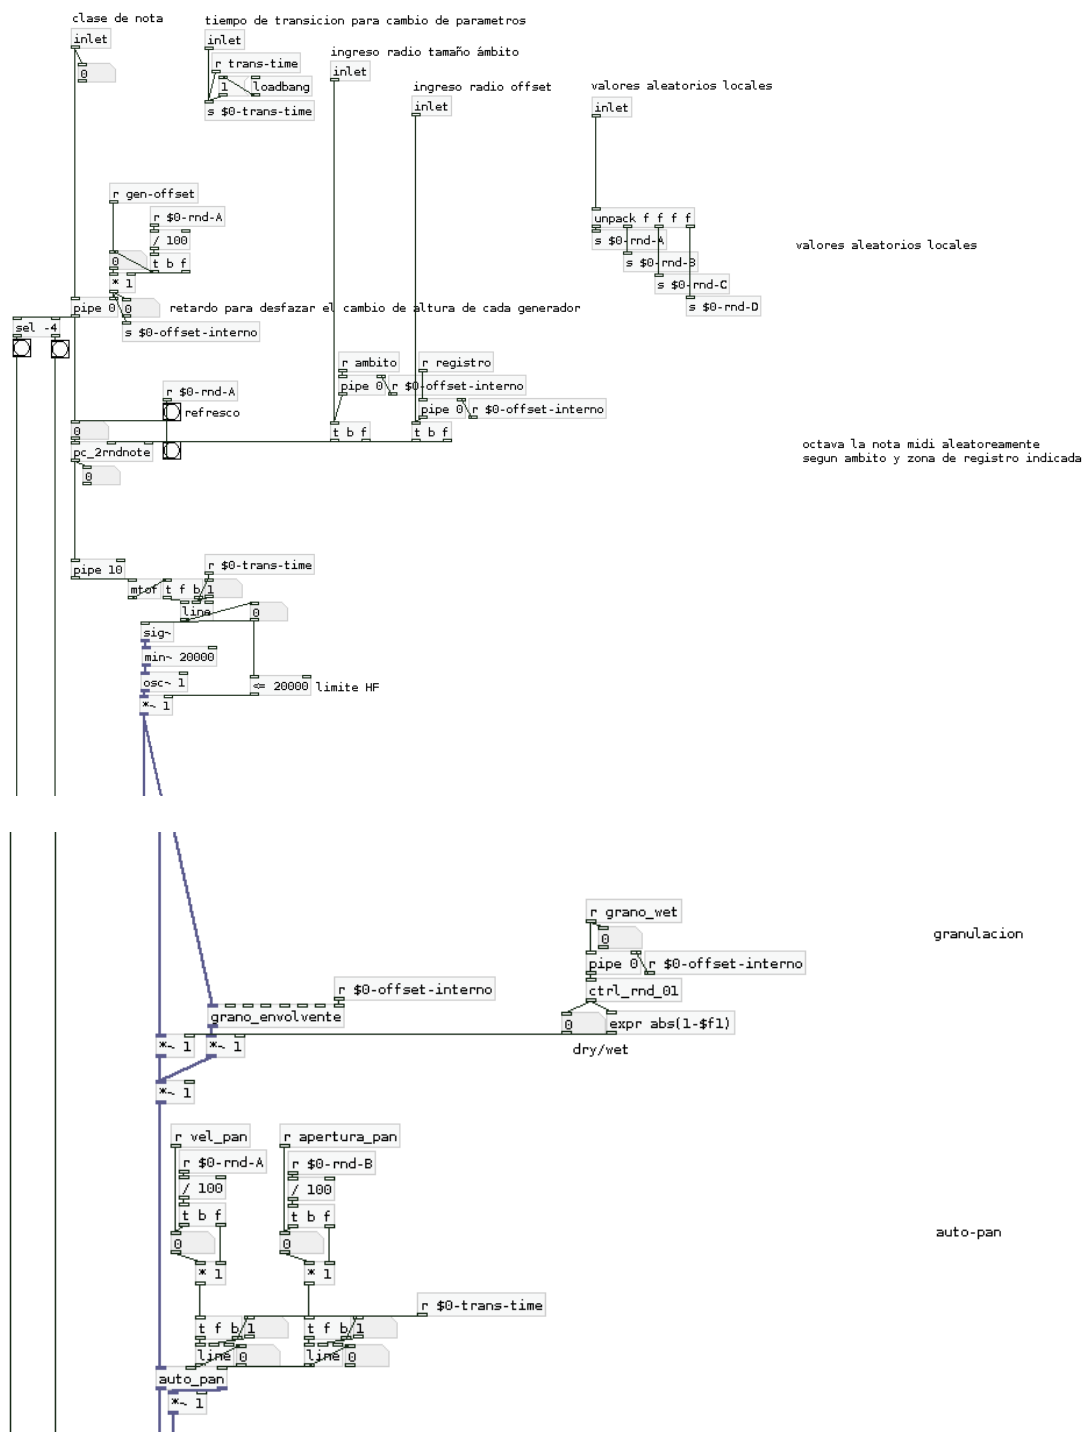 clase de nota
tiempo de transicion para cambio de parametros
inlet
inlet
ingreso radio tamaño ámbito
r trans-time
inlet
0
1
loadbang
ingreso radio offset
valores aleatorios locales
s $0-trans-time
inlet
inlet
r gen-offset
r $0-rnd-A
unpack f f f f
/ 100
s $0-rnd-A
valores aleatorios locales
0
t b f
s $0-rnd-B
* 1
s $0-rnd-C
pipe 0
0
retardo para desfazar el cambio de altura de cada generador
s $0-rnd-D
sel -4
s $0-offset-interno
r ambito
r registro
pipe 0
r $0-offset-interno
r $0-rnd-A
refresco
pipe 0
r $0-offset-interno
0
t b f
t b f
octava la nota midi aleatoreamente
pc_2rndnote
segun ambito y zona de registro indicada
0
r $0-trans-time
pipe 10
mtof
t f b
1
line
0
sig~
min~ 20000
osc~ 1
<= 20000
limite HF
*~ 1
r grano_wet
granulacion
0
pipe 0
r $0-offset-interno
r $0-offset-interno
ctrl_rnd_01
grano_envolvente
0
expr abs(1-$f1)
*~ 1
*~ 1
dry/wet
*~ 1
r vel_pan
r apertura_pan
r $0-rnd-A
r $0-rnd-B
/ 100
/ 100
t b f
t b f
auto-pan
0
0
* 1
* 1
r $0-trans-time
t f b
1
t f b
1
line
0
line
0
auto_pan
*~ 1